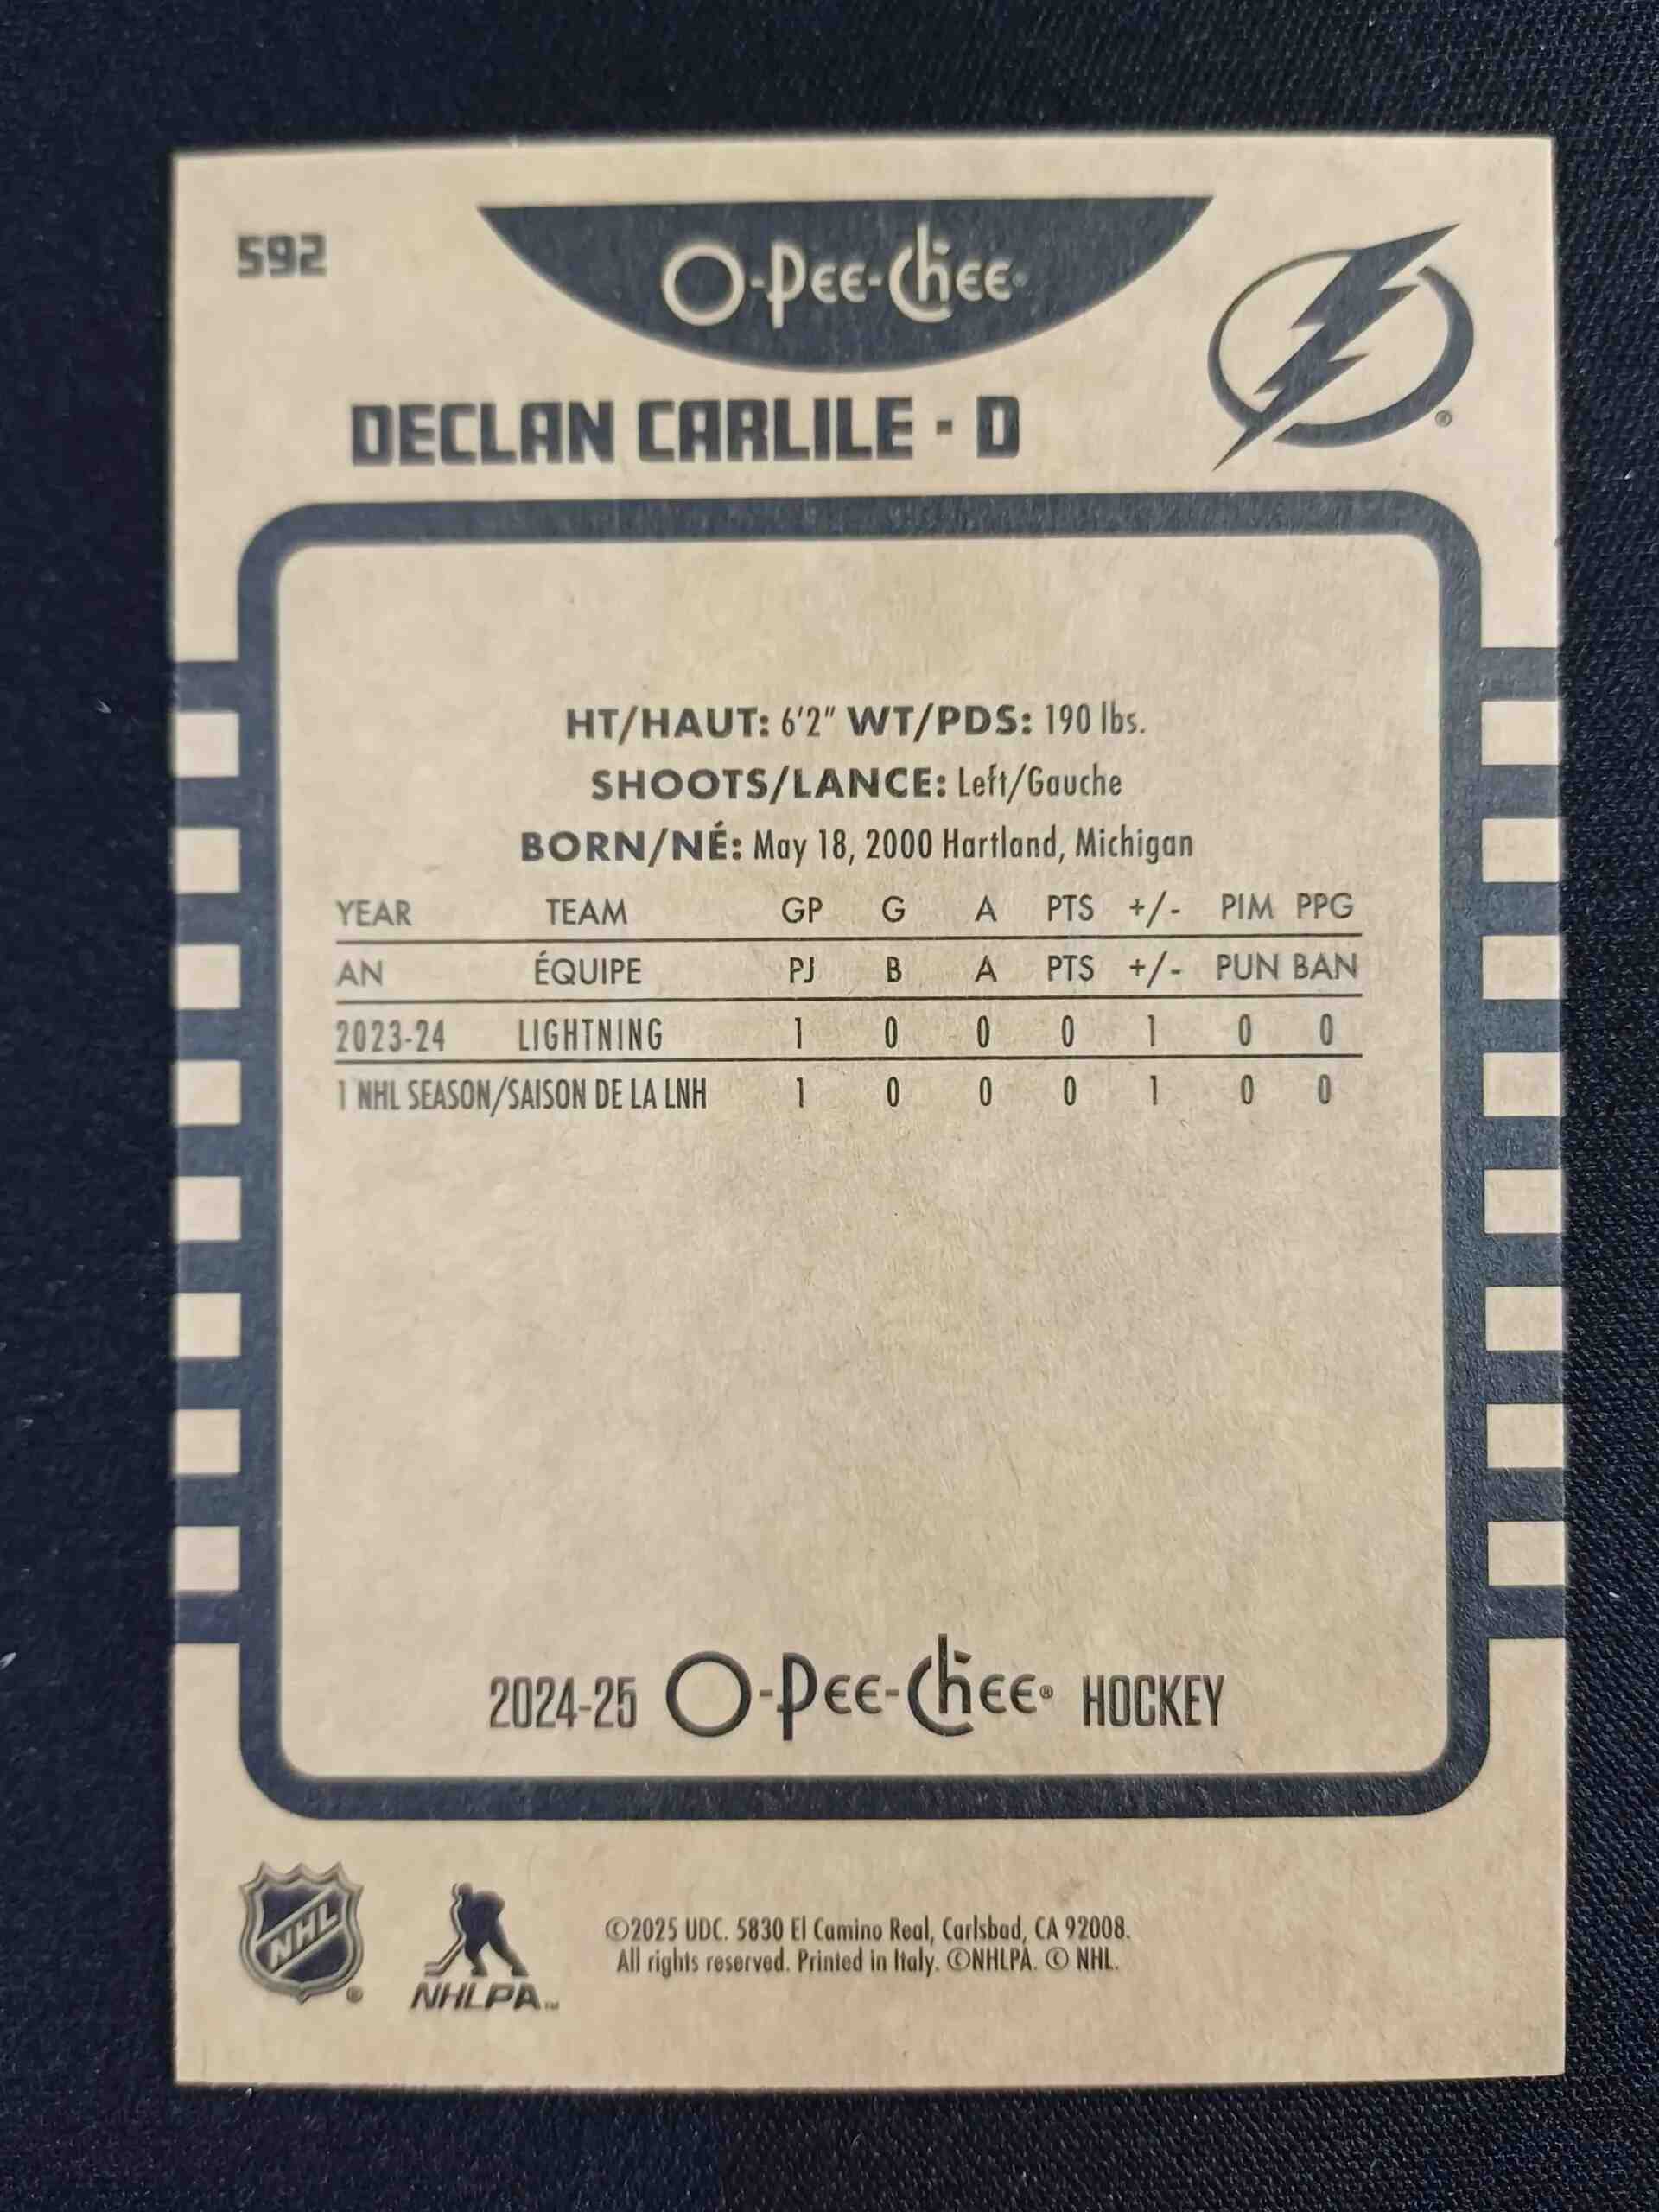 592
O-Pee-Chee
DECLAN CARLILE - D
®
HT/HAUT: 6'2" WT/PDS: 190 lbs.
SHOOTS/LANCE: Left/Gauche
BORN/NÉ: May 18, 2000 Hartland, Michigan
YEAR TEAM GP G A PTS +/- PIM PPG
AN ÉQUIPE PJ B A PTS +/- PUN BAN
2023-24 LIGHTNING 1 0 0 0 1 0 0
1 NHL SEASON/SAISON DE LA LNH 1 0 0 0 1 0 0
2024-25 O-Pee-Chee® HOCKEY
NHL ®
NHLPA™
©2025 UDC. 5830 El Camino Real, Carlsbad, CA 92008.
All rights reserved. Printed in Italy. ©NHLPA. © NHL.